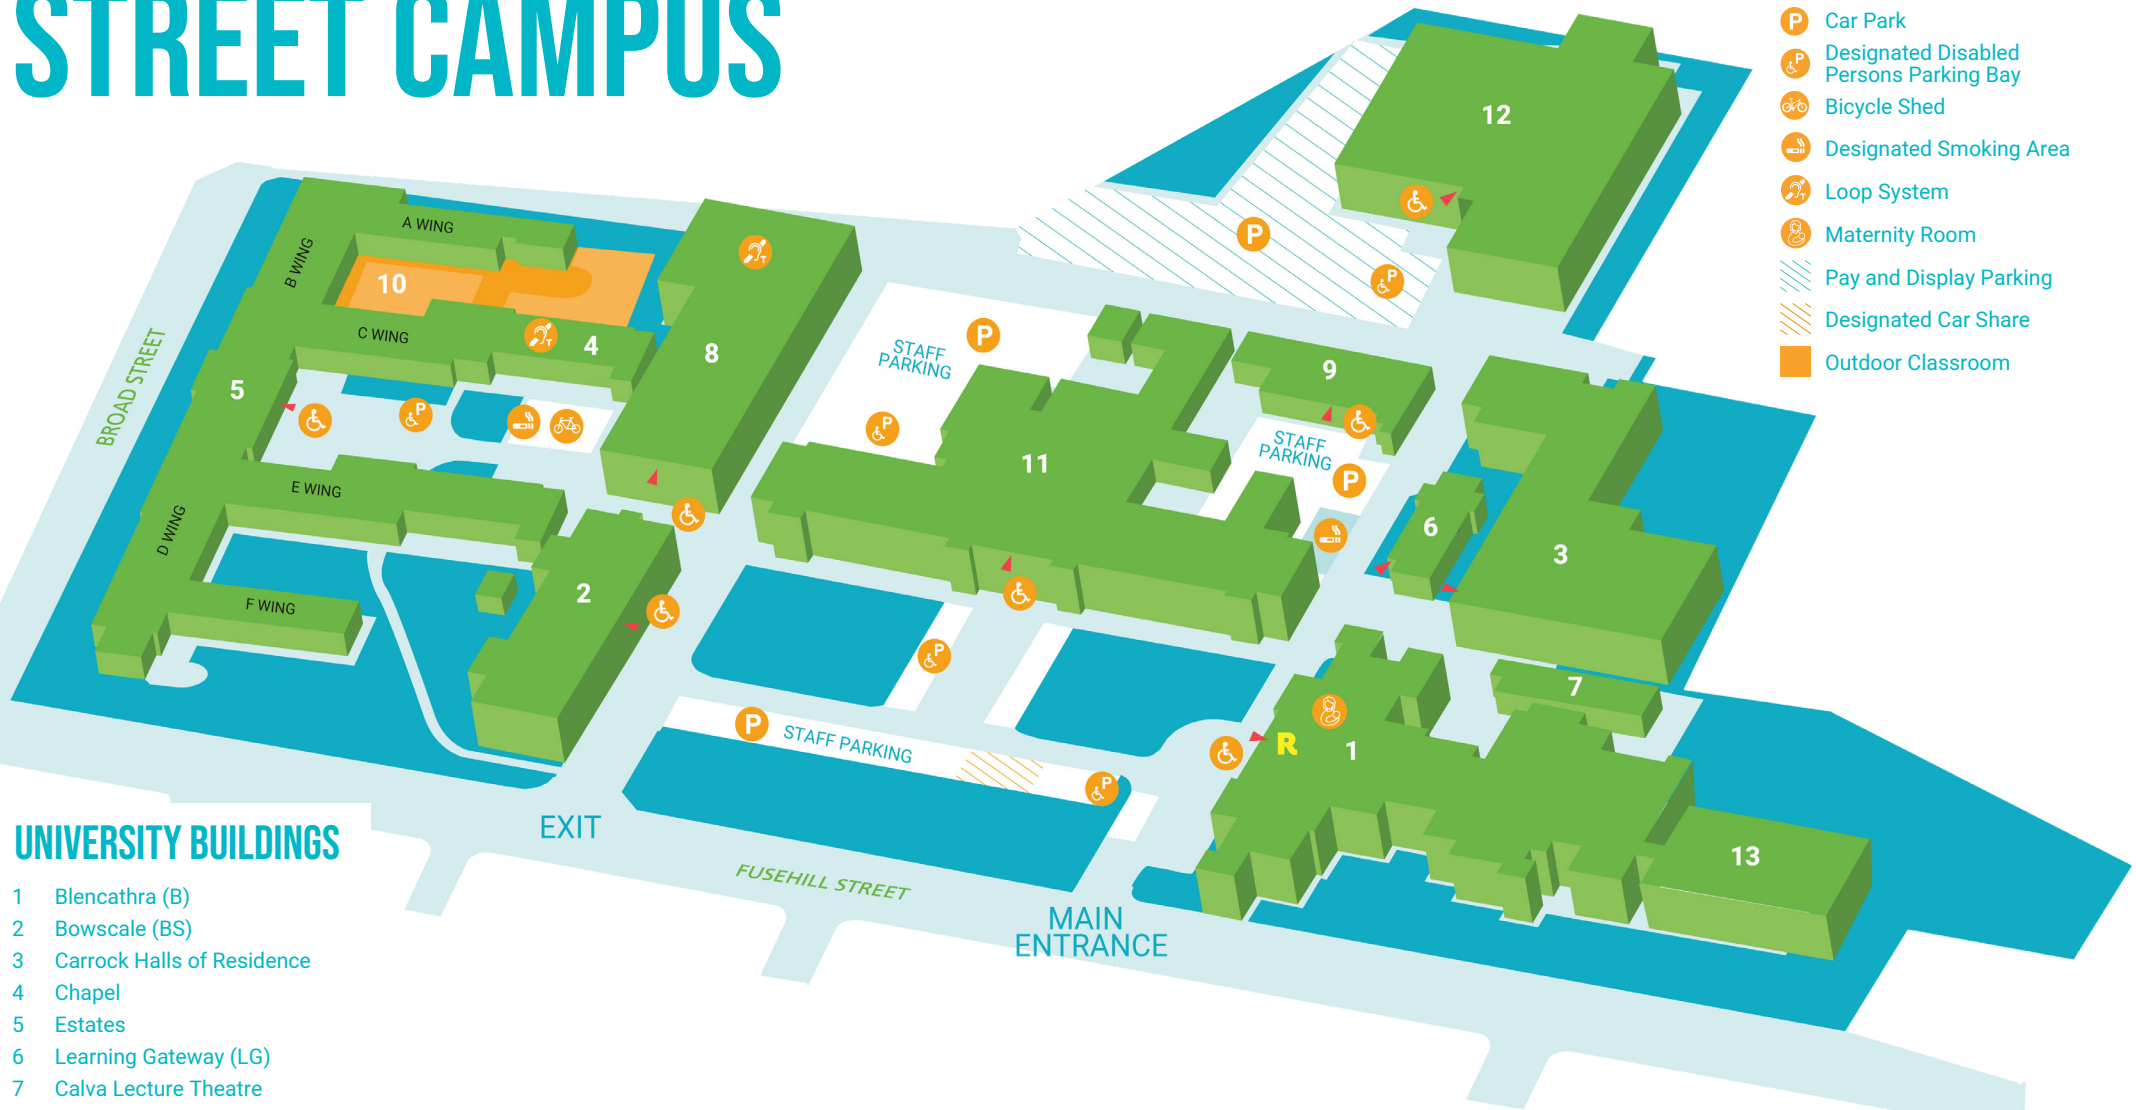 STREET CAMPUS
P Car Park
P Designated Disabled
Persons Parking Bay
Bicycle Shed
Designated Smoking Area
T Loop System
Maternity Room
Pay and Display Parking
Designated Car Share
Outdoor Classroom
12
P
P
A WING
B WING
10
C WING
T
4
T
8
5
BROAD STREET
P
E WING
D WING
F WING
2
STAFF
PARKING
P
P
11
9
STAFF
PARKING
P
6
3
7
P
P
STAFF PARKING
P
R
1
13
EXIT
FUSEHILL STREET
MAIN
ENTRANCE
UNIVERSITY BUILDINGS
1 Blencathra (B)
2 Bowscale (BS)
3 Carrock Halls of Residence
4 Chapel
5 Estates
6 Learning Gateway (LG)
7 Calva Lecture Theatre